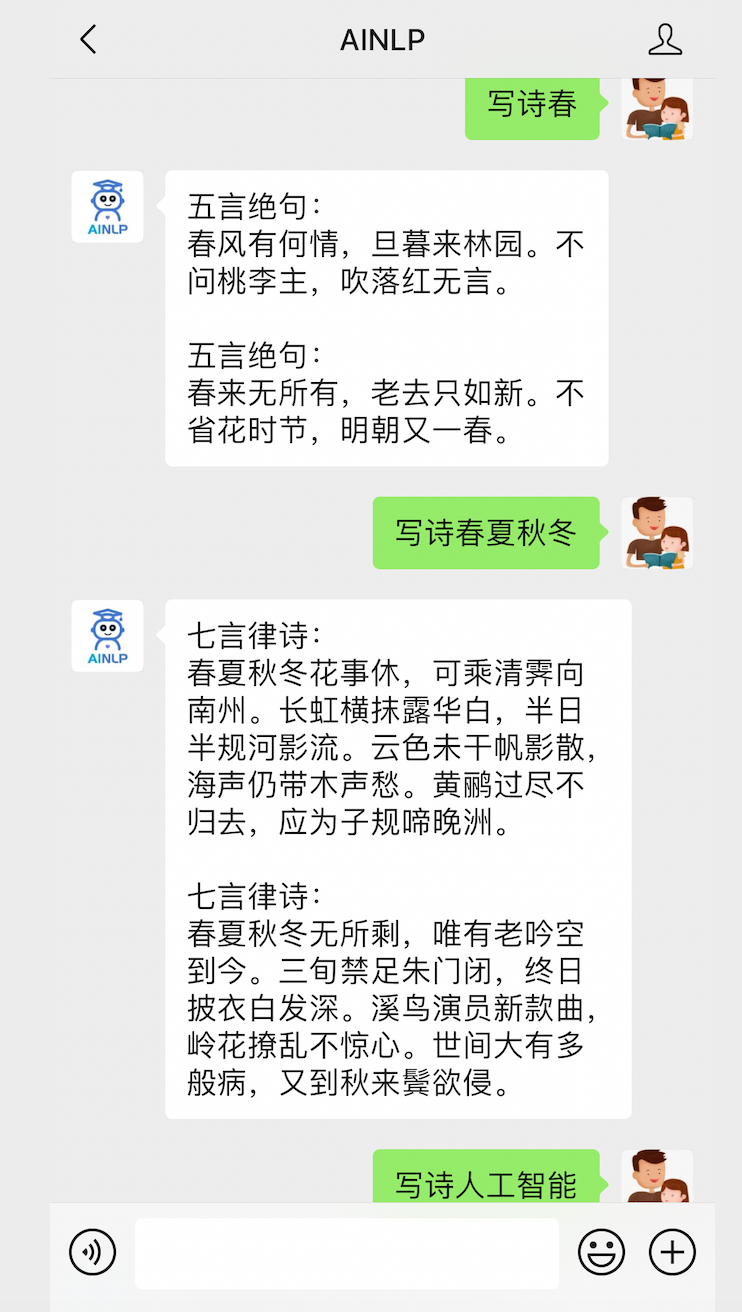 AINLP
写诗春
AINLP
五言绝句：
春风有何情，旦暮来林园。不
问桃李主，吹落红无言。
五言绝句：
春来无所有，老去只如新。不
省花时节，明朝又一春。
写诗春夏秋冬
AINLP
七言律诗：
春夏秋冬花事休，可乘清霁向
南州。长虹横抹露华白，半日
半规河影流。云色未干帆影散，
海声仍带木声愁。黄鹂过尽不
归去，应为子规啼晚洲。
七言律诗：
春夏秋冬无所剩，唯有老吟空
到今。三旬禁足朱门闭，终日
披衣白发深。溪鸟演员新款曲，
岭花撩乱不惊心。世间大有多
般病，又到秋来鬓欲侵。
写诗人工智能